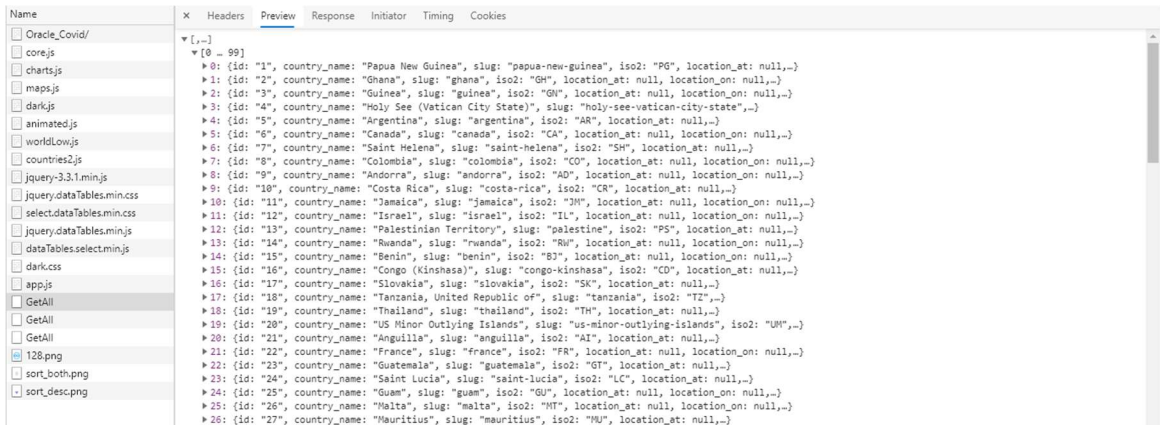 Name
Oracle_Covid/
core.js
charts.js
maps.js
dark.js
animated.js
worldLow.js
countries2.js
jquery-3.3.1.min.js
jquery.dataTables.min.css
select.dataTables.min.css
jquery.dataTables.min.js
dataTables.select.min.js
dark.css
app.js
GetAll
GetAll
GetAll
128.png
sort_both.png
sort_desc.png
× Headers Preview Response Initiator Timing Cookies
▼[,…]
▼[0 … 99]
▶0: {id: "1", country_name: "Papua New Guinea", slug: "papua-new-guinea", iso2: "PG", location_at: null,…}
▶1: {id: "2", country_name: "Ghana", slug: "ghana", iso2: "GH", location_at: null, location_on: null,…}
▶2: {id: "3", country_name: "Guinea", slug: "guinea", iso2: "GN", location_at: null, location_on: null,…}
▶3: {id: "4", country_name: "Holy See (Vatican City State)", slug: "holy-see-vatican-city-state",…}
▶4: {id: "5", country_name: "Argentina", slug: "argentina", iso2: "AR", location_at: null,…}
▶5: {id: "6", country_name: "Canada", slug: "canada", iso2: "CA", location_at: null, location_on: null,…}
▶6: {id: "7", country_name: "Saint Helena", slug: "saint-helena", iso2: "SH", location_at: null,…}
▶7: {id: "8", country_name: "Colombia", slug: "colombia", iso2: "CO", location_at: null, location_on: null,…}
▶8: {id: "9", country_name: "Andorra", slug: "andorra", iso2: "AD", location_at: null, location_on: null,…}
▶9: {id: "10", country_name: "Costa Rica", slug: "costa-rica", iso2: "CR", location_at: null,…}
▶10: {id: "11", country_name: "Jamaica", slug: "jamaica", iso2: "JM", location_at: null, location_on: null,…}
▶11: {id: "12", country_name: "Israel", slug: "israel", iso2: "IL", location_at: null, location_on: null,…}
▶12: {id: "13", country_name: "Palestinian Territory", slug: "palestine", iso2: "PS", location_at: null,…}
▶13: {id: "14", country_name: "Rwanda", slug: "rwanda", iso2: "RW", location_at: null, location_on: null,…}
▶14: {id: "15", country_name: "Benin", slug: "benin", iso2: "BJ", location_at: null, location_on: null,…}
▶15: {id: "16", country_name: "Congo (Kinshasa)", slug: "congo-kinshasa", iso2: "CD", location_at: null,…}
▶16: {id: "17", country_name: "Slovakia", slug: "slovakia", iso2: "SK", location_at: null, location_on: null,…}
▶17: {id: "18", country_name: "Tanzania, United Republic of", slug: "tanzania", iso2: "TZ",…}
▶18: {id: "19", country_name: "Thailand", slug: "thailand", iso2: "TH", location_at: null, location_on: null,…}
▶19: {id: "20", country_name: "US Minor Outlying Islands", slug: "us-minor-outlying-islands", iso2: "UM",…}
▶20: {id: "21", country_name: "Anguilla", slug: "anguilla", iso2: "AI", location_at: null, location_on: null,…}
▶21: {id: "22", country_name: "France", slug: "france", iso2: "FR", location_at: null, location_on: null,…}
▶22: {id: "23", country_name: "Guatemala", slug: "guatemala", iso2: "GT", location_at: null,…}
▶23: {id: "24", country_name: "Saint Lucia", slug: "saint-lucia", iso2: "LC", location_at: null,…}
▶24: {id: "25", country_name: "Guam", slug: "guam", iso2: "GU", location_at: null, location_on: null,…}
▶25: {id: "26", country_name: "Malta", slug: "malta", iso2: "MT", location_at: null, location_on: null,…}
▶26: {id: "27", country_name: "Mauritius", slug: "mauritius", iso2: "MU", location_at: null,…}